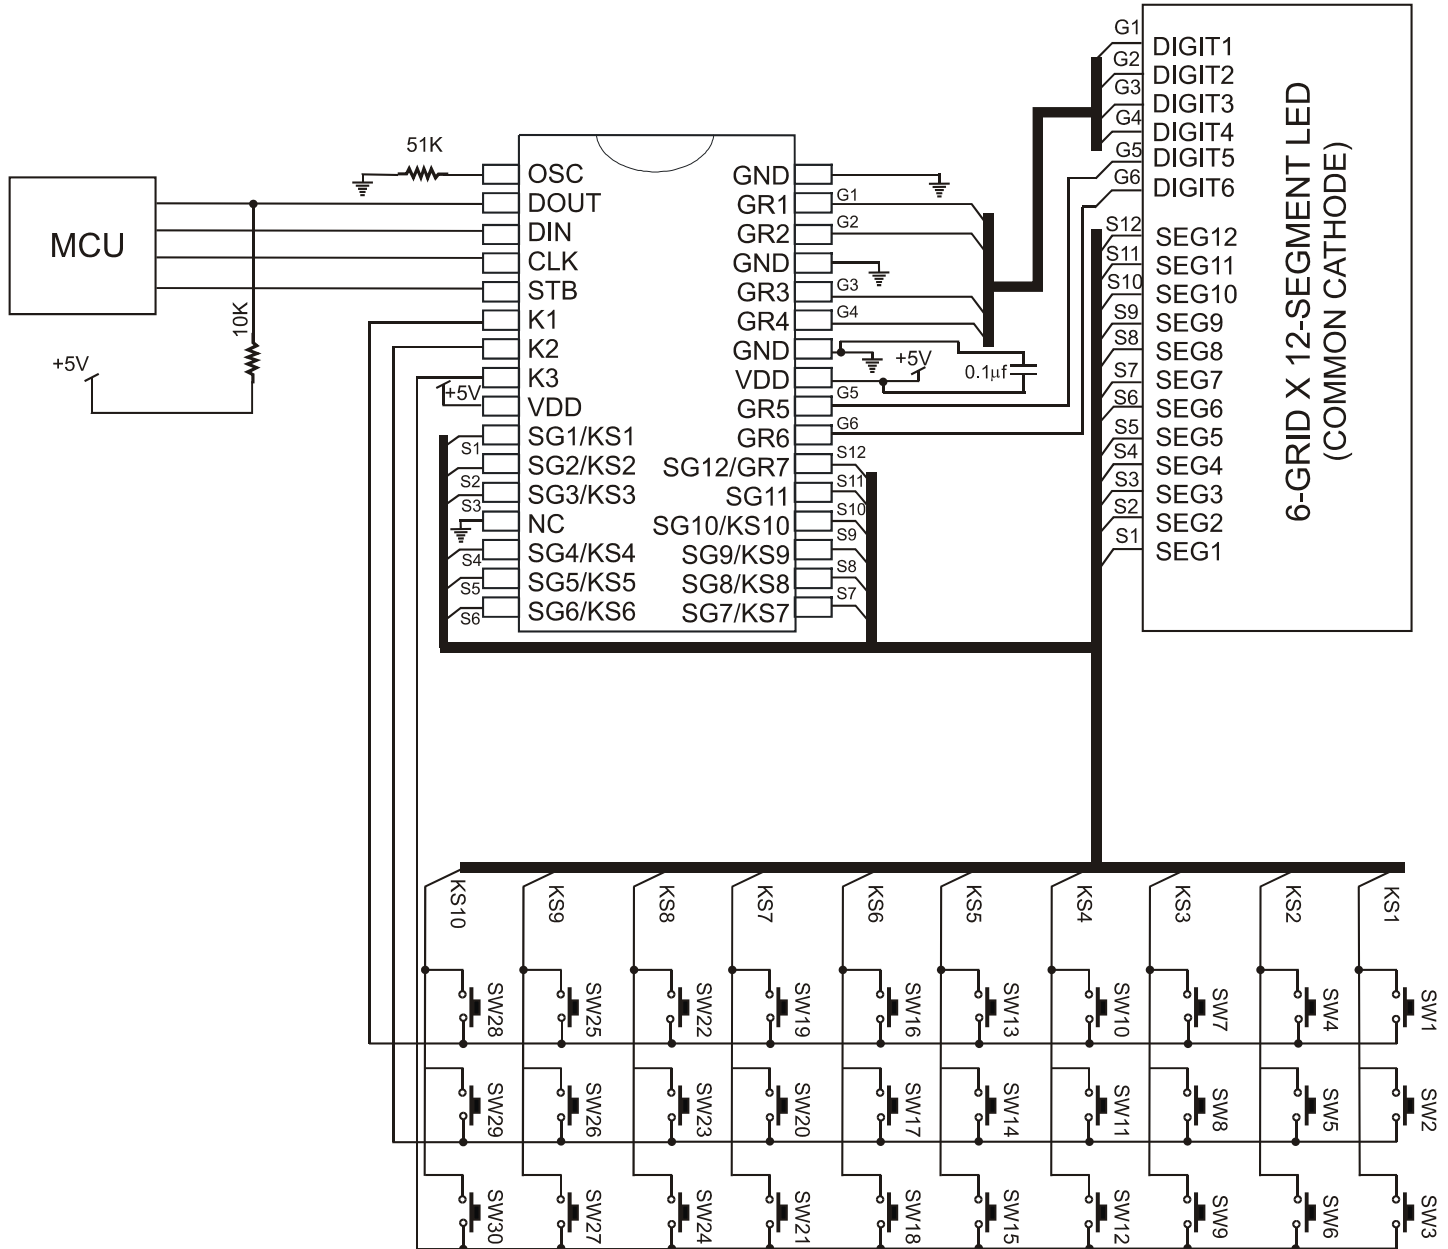 MCU
10K
+5V
51K
OSC
DOUT
DIN
CLK
STB
K1
K2
K3
+5V
VDD
SG1/KS1
SG2/KS2
SG3/KS3
NC
SG4/KS4
SG5/KS5
SG6/KS6
S1
S2
S3
S4
S5
S6
GND
GR1
GR2
GND
GR3
GR4
GND
VDD
GR5
GR6
SG12/GR7
SG11
SG10/KS10
SG9/KS9
SG8/KS8
SG7/KS7
G1
G2
G3
G4
+5V
0.1µf
G5
G6
S12
S11
S10
S9
S8
S7
G1
G2
G3
G4
G5
G6
S12
S11
S10
S9
S8
S7
S6
S5
S4
S3
S2
S1
DIGIT1
DIGIT2
DIGIT3
DIGIT4
DIGIT5
DIGIT6
SEG12
SEG11
SEG10
SEG9
SEG8
SEG7
SEG6
SEG5
SEG4
SEG3
SEG2
SEG1
6-GRID X 12-SEGMENT LED
(COMMON CATHODE)
KS10
KS9
KS8
KS7
KS6
KS5
KS4
KS3
KS2
KS1
SW28
SW25
SW22
SW19
SW16
SW13
SW10
SW7
SW4
SW1
SW29
SW26
SW23
SW20
SW17
SW14
SW11
SW8
SW5
SW2
SW30
SW27
SW24
SW21
SW18
SW15
SW12
SW9
SW6
SW3